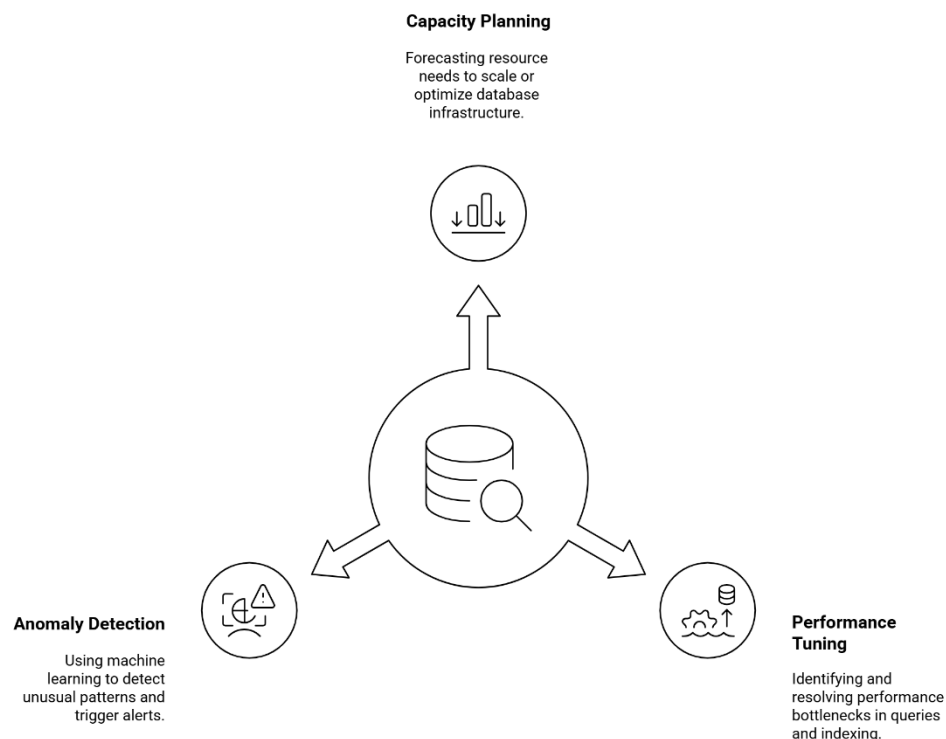 Capacity Planning
Forecasting resource
needs to scale or
optimize database
infrastructure.
Anomaly Detection
Using machine
learning to detect
unusual patterns and
trigger alerts.
Performance
Tuning
Identifying and
resolving performance
bottlenecks in queries
and indexing.